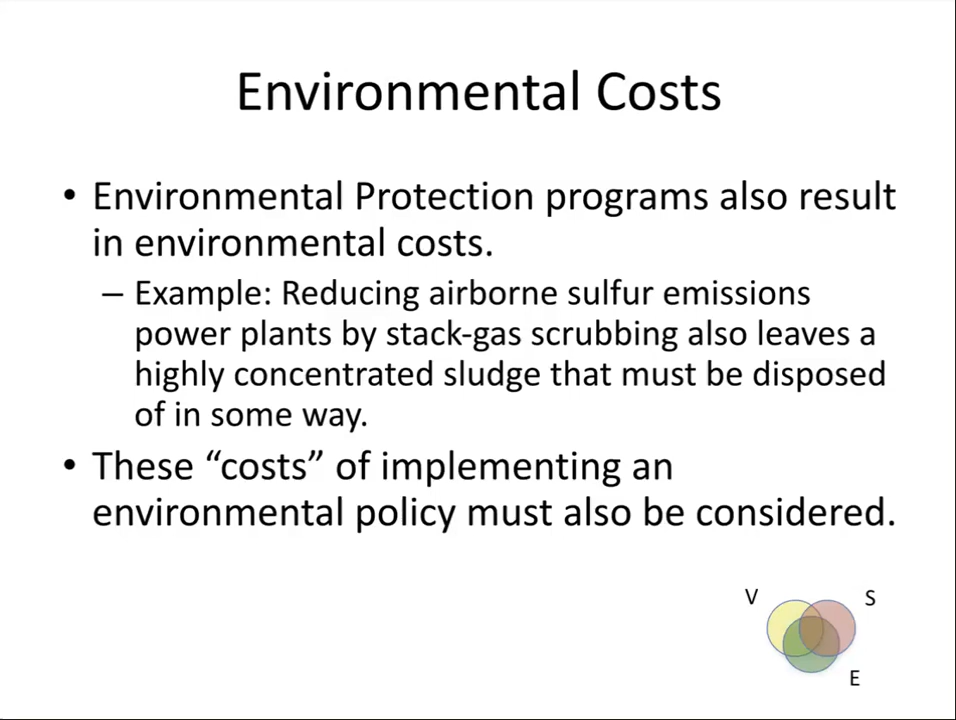 Environmental Costs
• Environmental Protection programs also result
in environmental costs.
– Example: Reducing airborne sulfur emissions
power plants by stack-gas scrubbing also leaves a
highly concentrated sludge that must be disposed
of in some way.
• These “costs” of implementing an
environmental policy must also be considered.
V
S
E